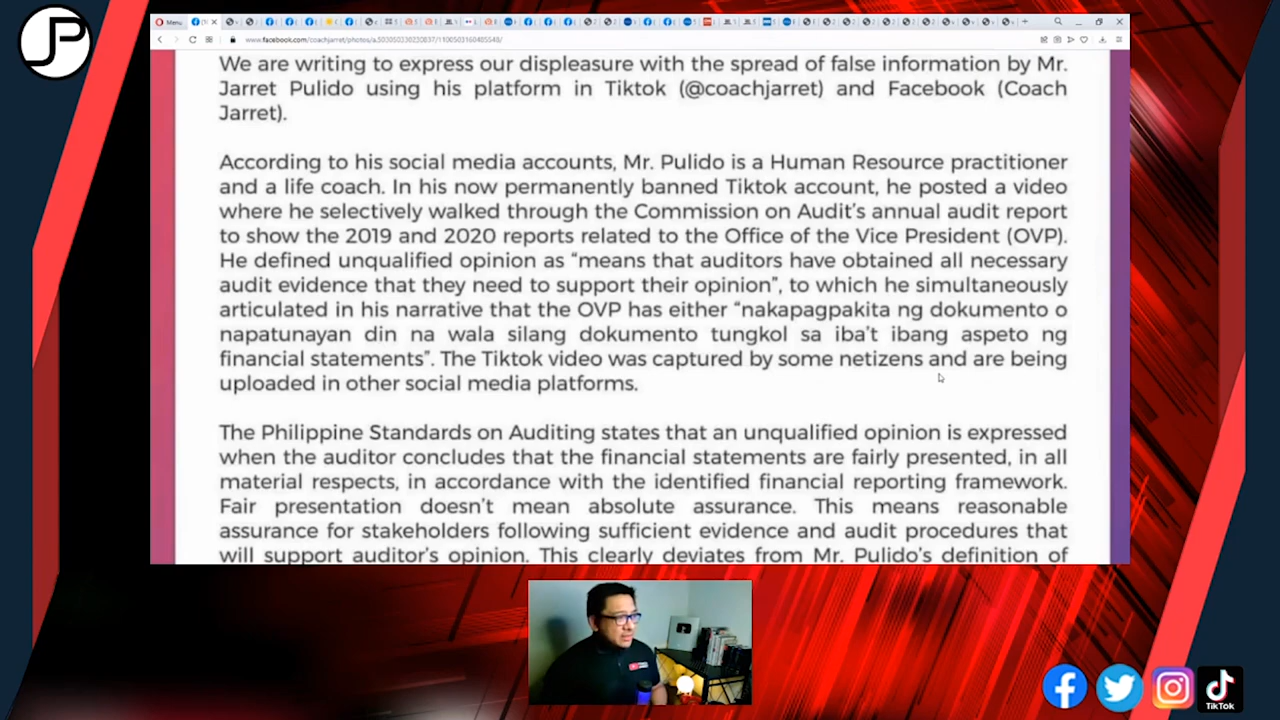 JP
Menu
www.facebook.com/coachjarret/photos/a.503050330230837/1100503160485548/
We are writing to express our displeasure with the spread of false information by Mr.
Jarret Pulido using his platform in Tiktok (@coachjarret) and Facebook (Coach
Jarret).
According to his social media accounts, Mr. Pulido is a Human Resource practitioner
and a life coach. In his now permanently banned Tiktok account, he posted a video
where he selectively walked through the Commission on Audit's annual audit report
to show the 2019 and 2020 reports related to the Office of the Vice President (OVP).
He defined unqualified opinion as “means that auditors have obtained all necessary
audit evidence that they need to support their opinion”, to which he simultaneously
articulated in his narrative that the OVP has either “nakapagpakita ng dokumento o
napatunayan din na wala silang dokumento tungkol sa iba't ibang aspeto ng
financial statements”. The Tiktok video was captured by some netizens and are being
uploaded in other social media platforms.
The Philippine Standards on Auditing states that an unqualified opinion is expressed
when the auditor concludes that the financial statements are fairly presented, in all
material respects, in accordance with the identified financial reporting framework.
Fair presentation doesn't mean absolute assurance. This means reasonable
assurance for stakeholders following sufficient evidence and audit procedures that
will support auditor's opinion. This clearly deviates from Mr. Pulido's definition of
TikTok